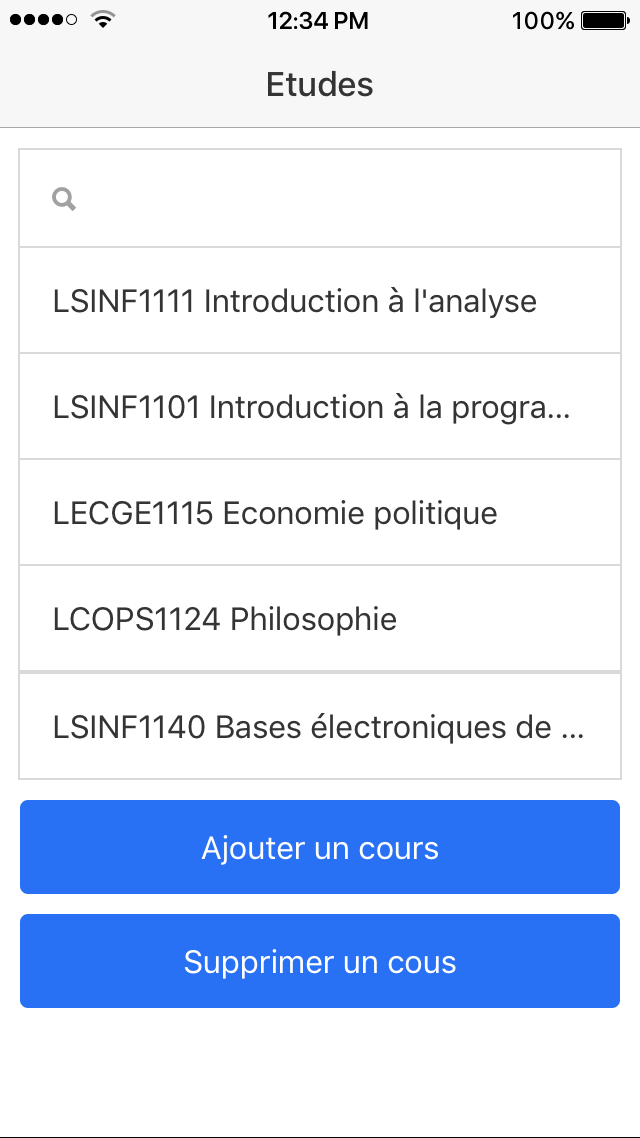 12:34 PM 100%
Etudes
LSINF1111 Introduction à l'analyse
LSINF1101 Introduction à la progra...
LECGE1115 Economie politique
LCOPS1124 Philosophie
LSINF1140 Bases électroniques de ...
Ajouter un cours
Supprimer un cous